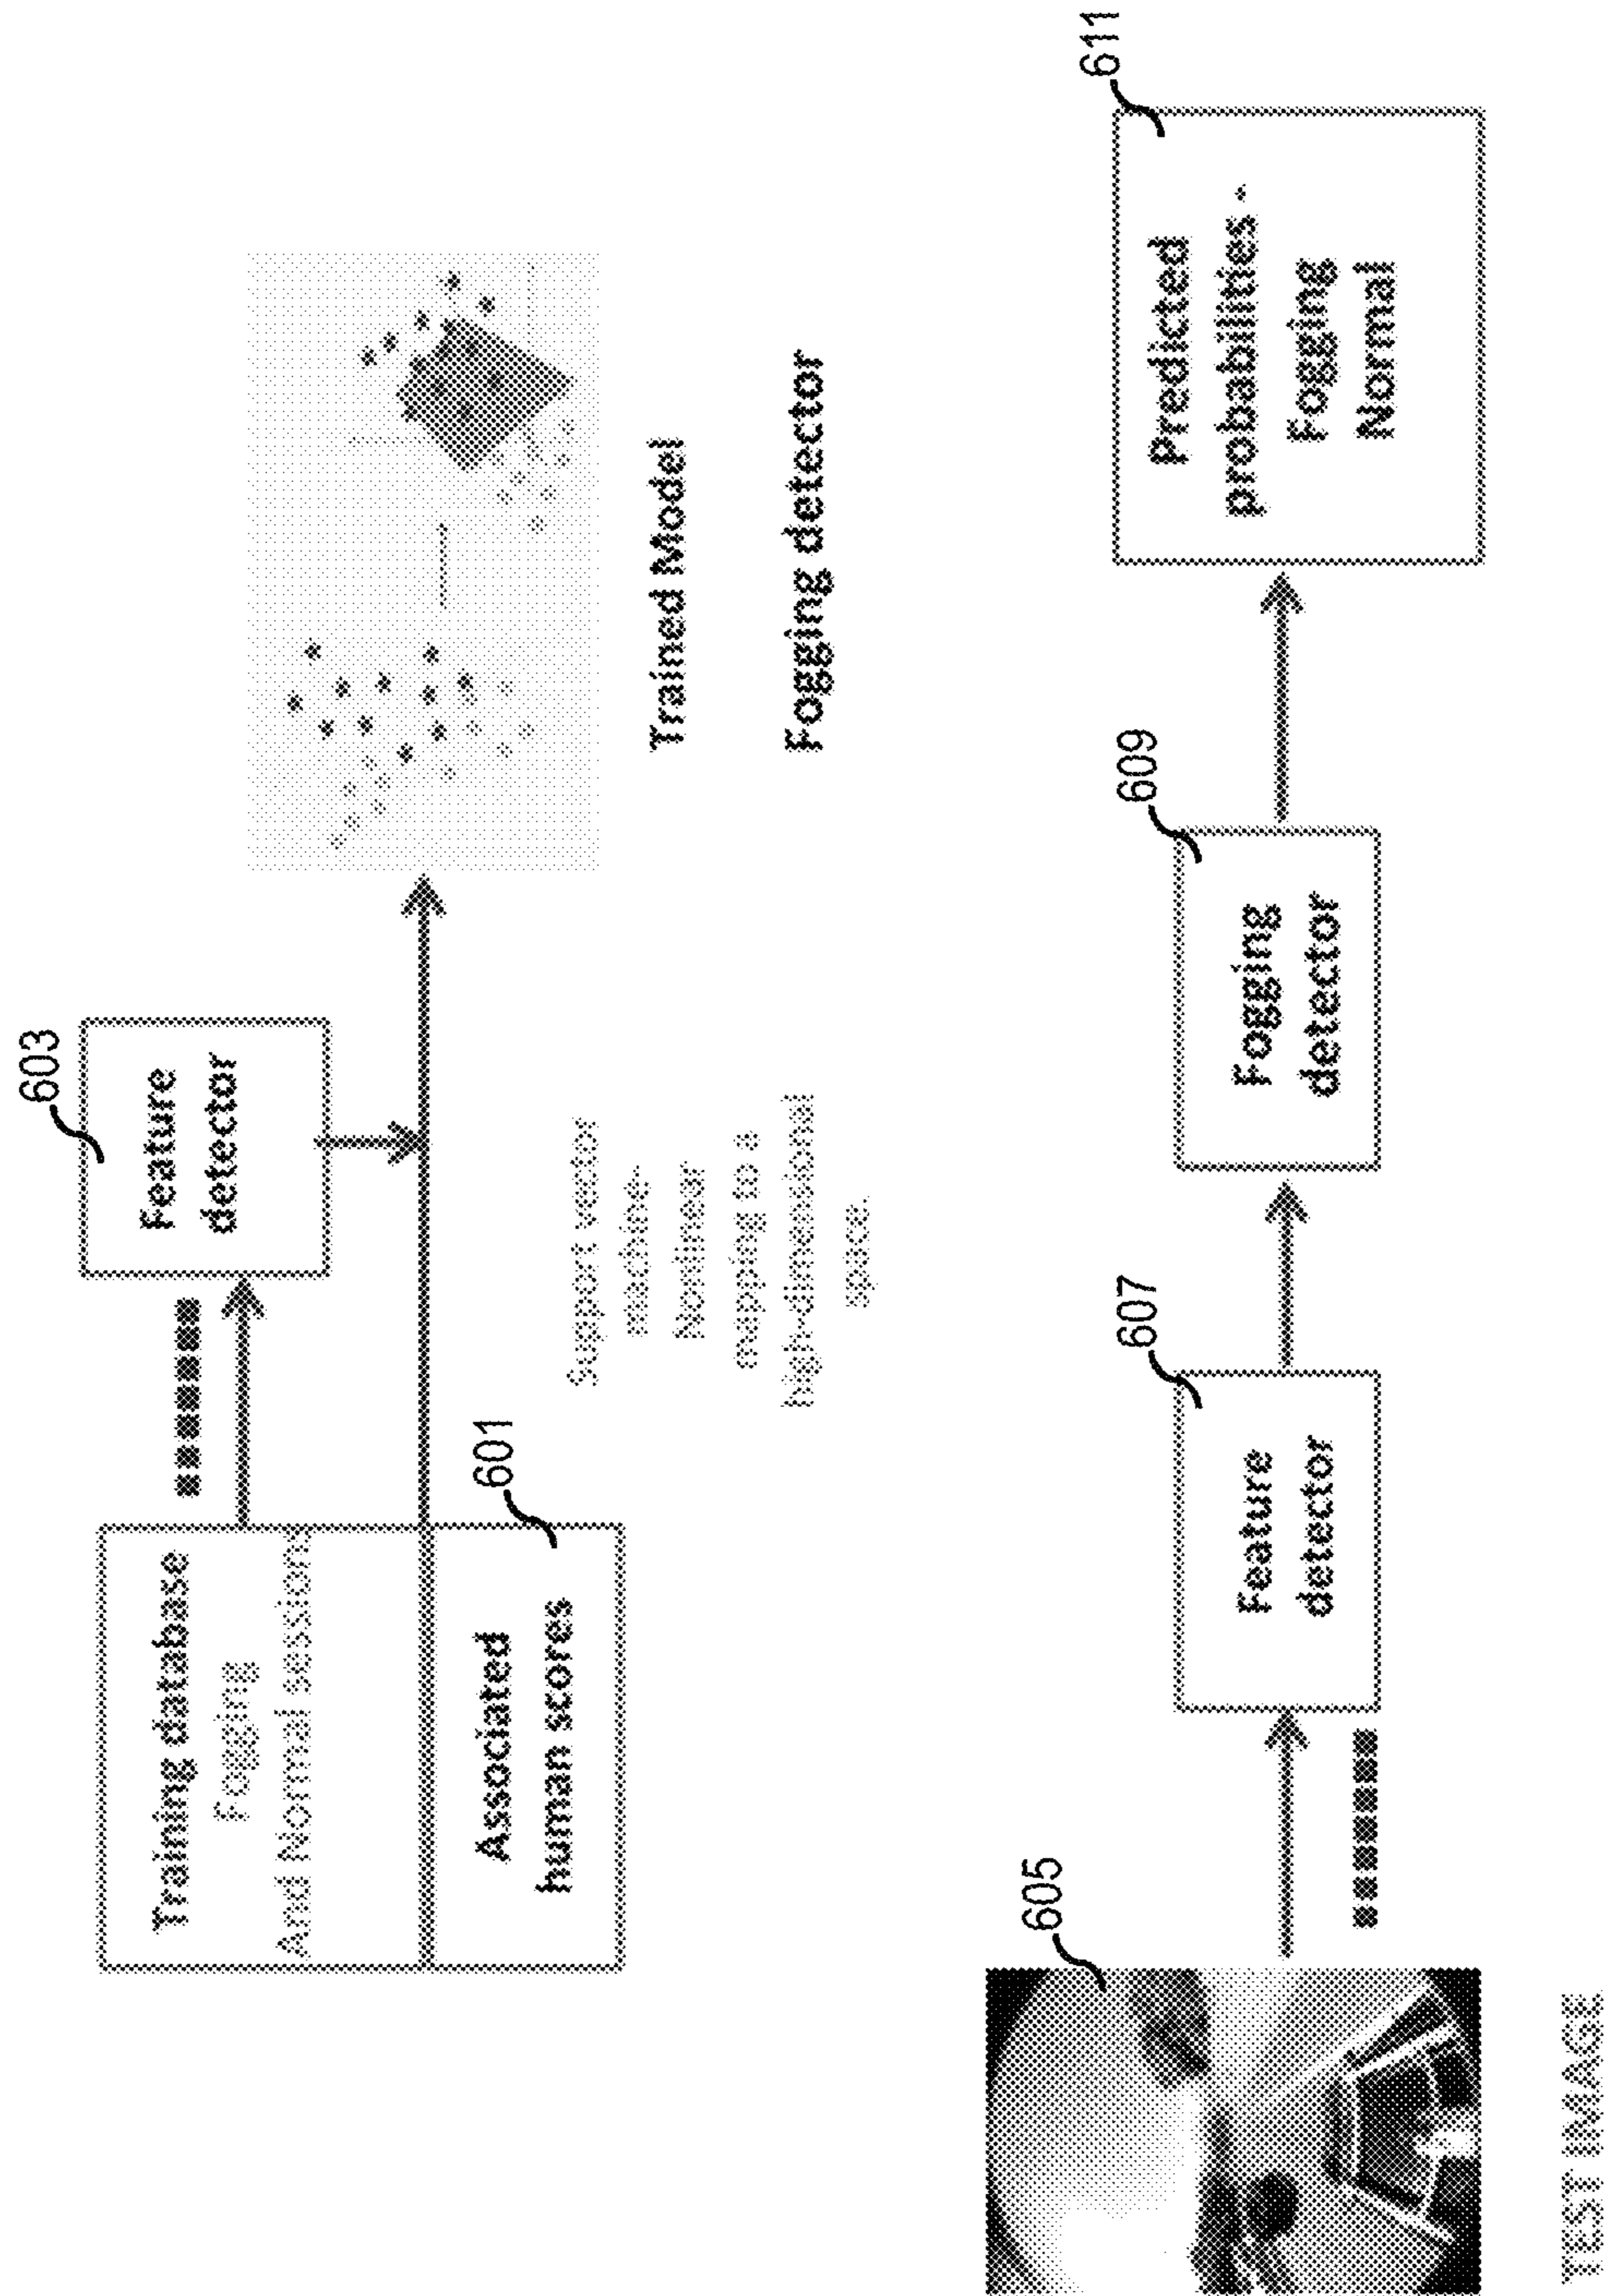 Training database
Fogging
And Normal sessions
Associated
human scores
601
603
Feature
detector
Support vector
machine-
Nonlinear
mapping to a
high-dimensional
space.
Trained Model
Fogging detector
605
TEST IMAGE
607
Feature
detector
609
Fogging
detector
611
Predicted
probabilities -
Fogging
Normal